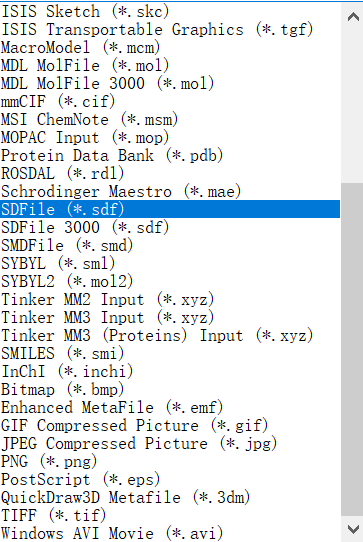 ISIS Sketch (*.skc)
ISIS Transportable Graphics (*.tgf)
MacroModel (*.mcm)
MDL MolFile (*.mol)
MDL MolFile 3000 (*.mol)
mmCIF (*.cif)
MSI ChemNote (*.msm)
MOPAC Input (*.mop)
Protein Data Bank (*.pdb)
ROSDAL (*.rdl)
Schrodinger Maestro (*.mae)
SDFile (*.sdf)
SDFile 3000 (*.sdf)
SMDFile (*.smd)
SYBYL (*.sml)
SYBYL2 (*.mol2)
Tinker MM2 Input (*.xyz)
Tinker MM3 Input (*.xyz)
Tinker MM3 (Proteins) Input (*.xyz)
SMILES (*.smi)
InChI (*.inchi)
Bitmap (*.bmp)
Enhanced MetaFile (*.emf)
GIF Compressed Picture (*.gif)
JPEG Compressed Picture (*.jpg)
PNG (*.png)
PostScript (*.eps)
QuickDraw3D Metafile (*.3dm)
TIFF (*.tif)
Windows AVI Movie (*.avi)